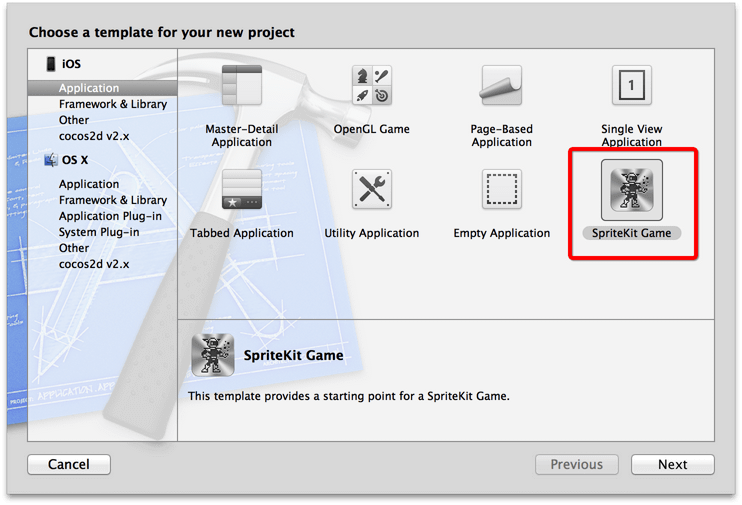 Choose a template for your new project
iOS
Application
Framework & Library
Other
cocos2d v2.x
OS X
Application
Framework & Library
Application Plug-in
System Plug-in
Other
cocos2d v2.x
Master-Detail
Application
OpenGL Game
Page-Based
Application
1
Single View
Application
Tabbed Application
Utility Application
Empty Application
SpriteKit Game
SpriteKit Game
This template provides a starting point for a SpriteKit Game.
Cancel
Previous
Next